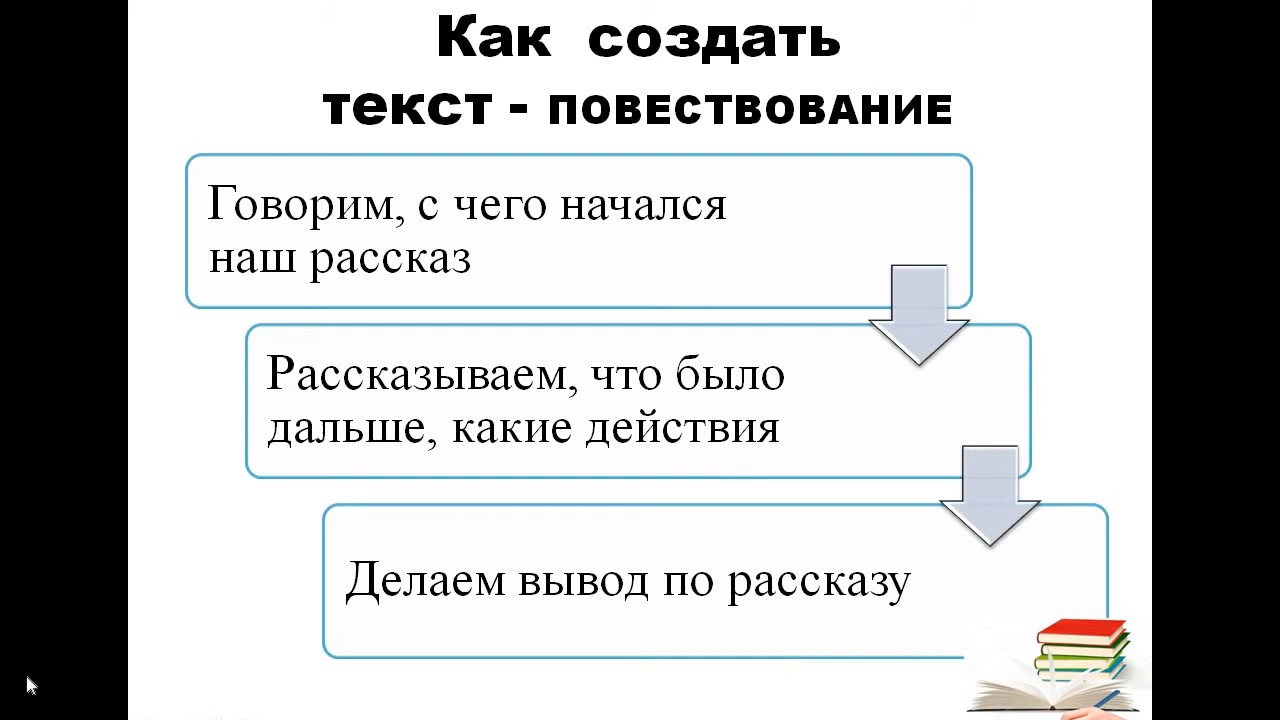 Как создать
текст - ПОВЕСТВОВАНИЕ
Говорим, с чего начался
наш рассказ
Рассказываем, что было
дальше, какие действия
Делаем вывод по рассказу